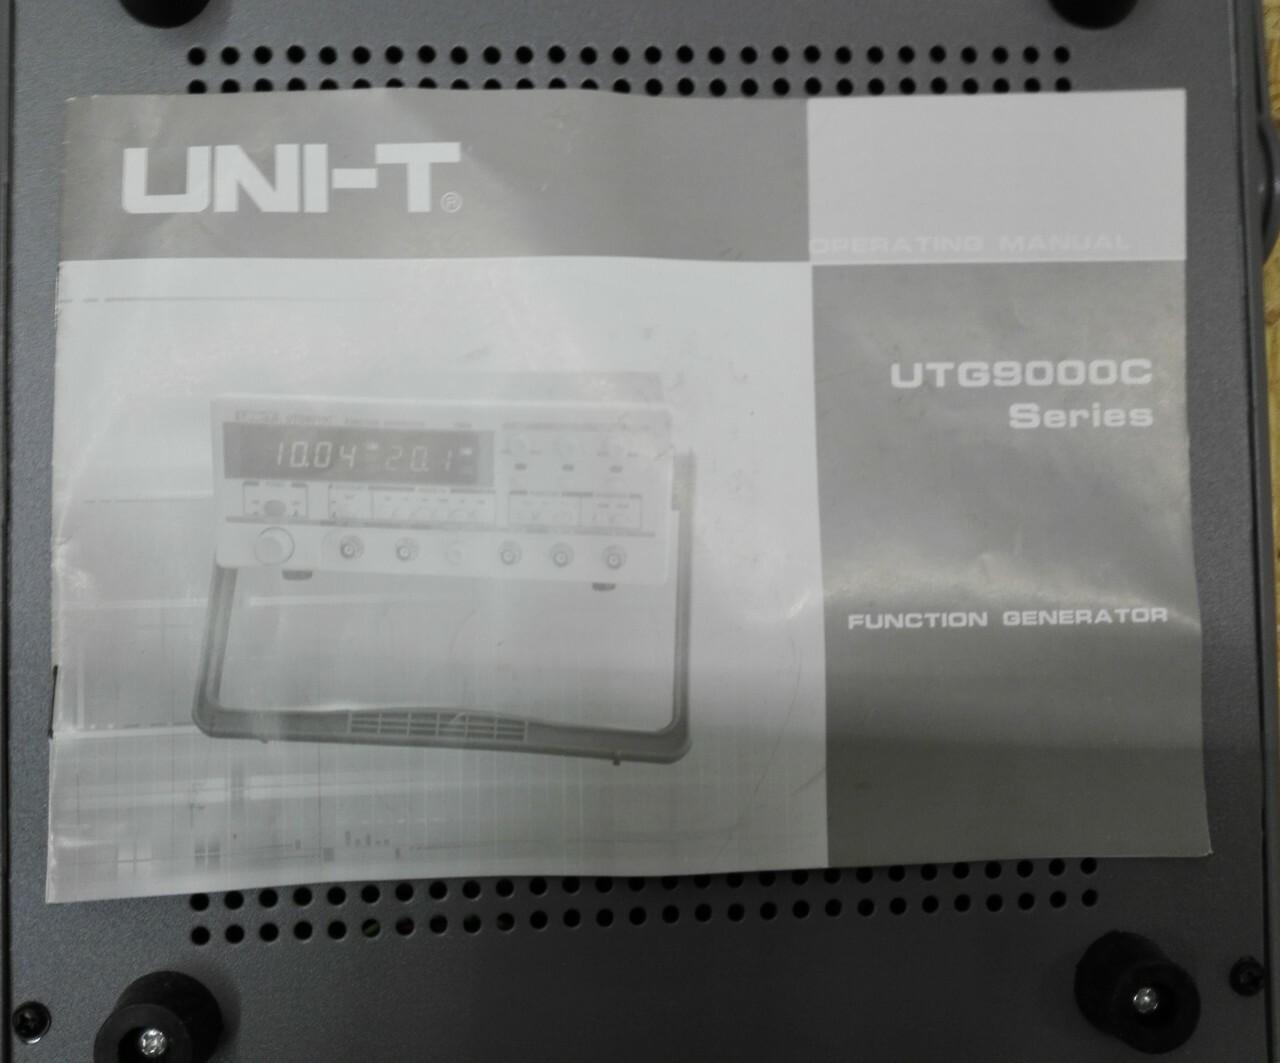 UNI-T®
OPERATING MANUAL
UTG9000C
Series
FUNCTION GENERATOR
10.04 20.1